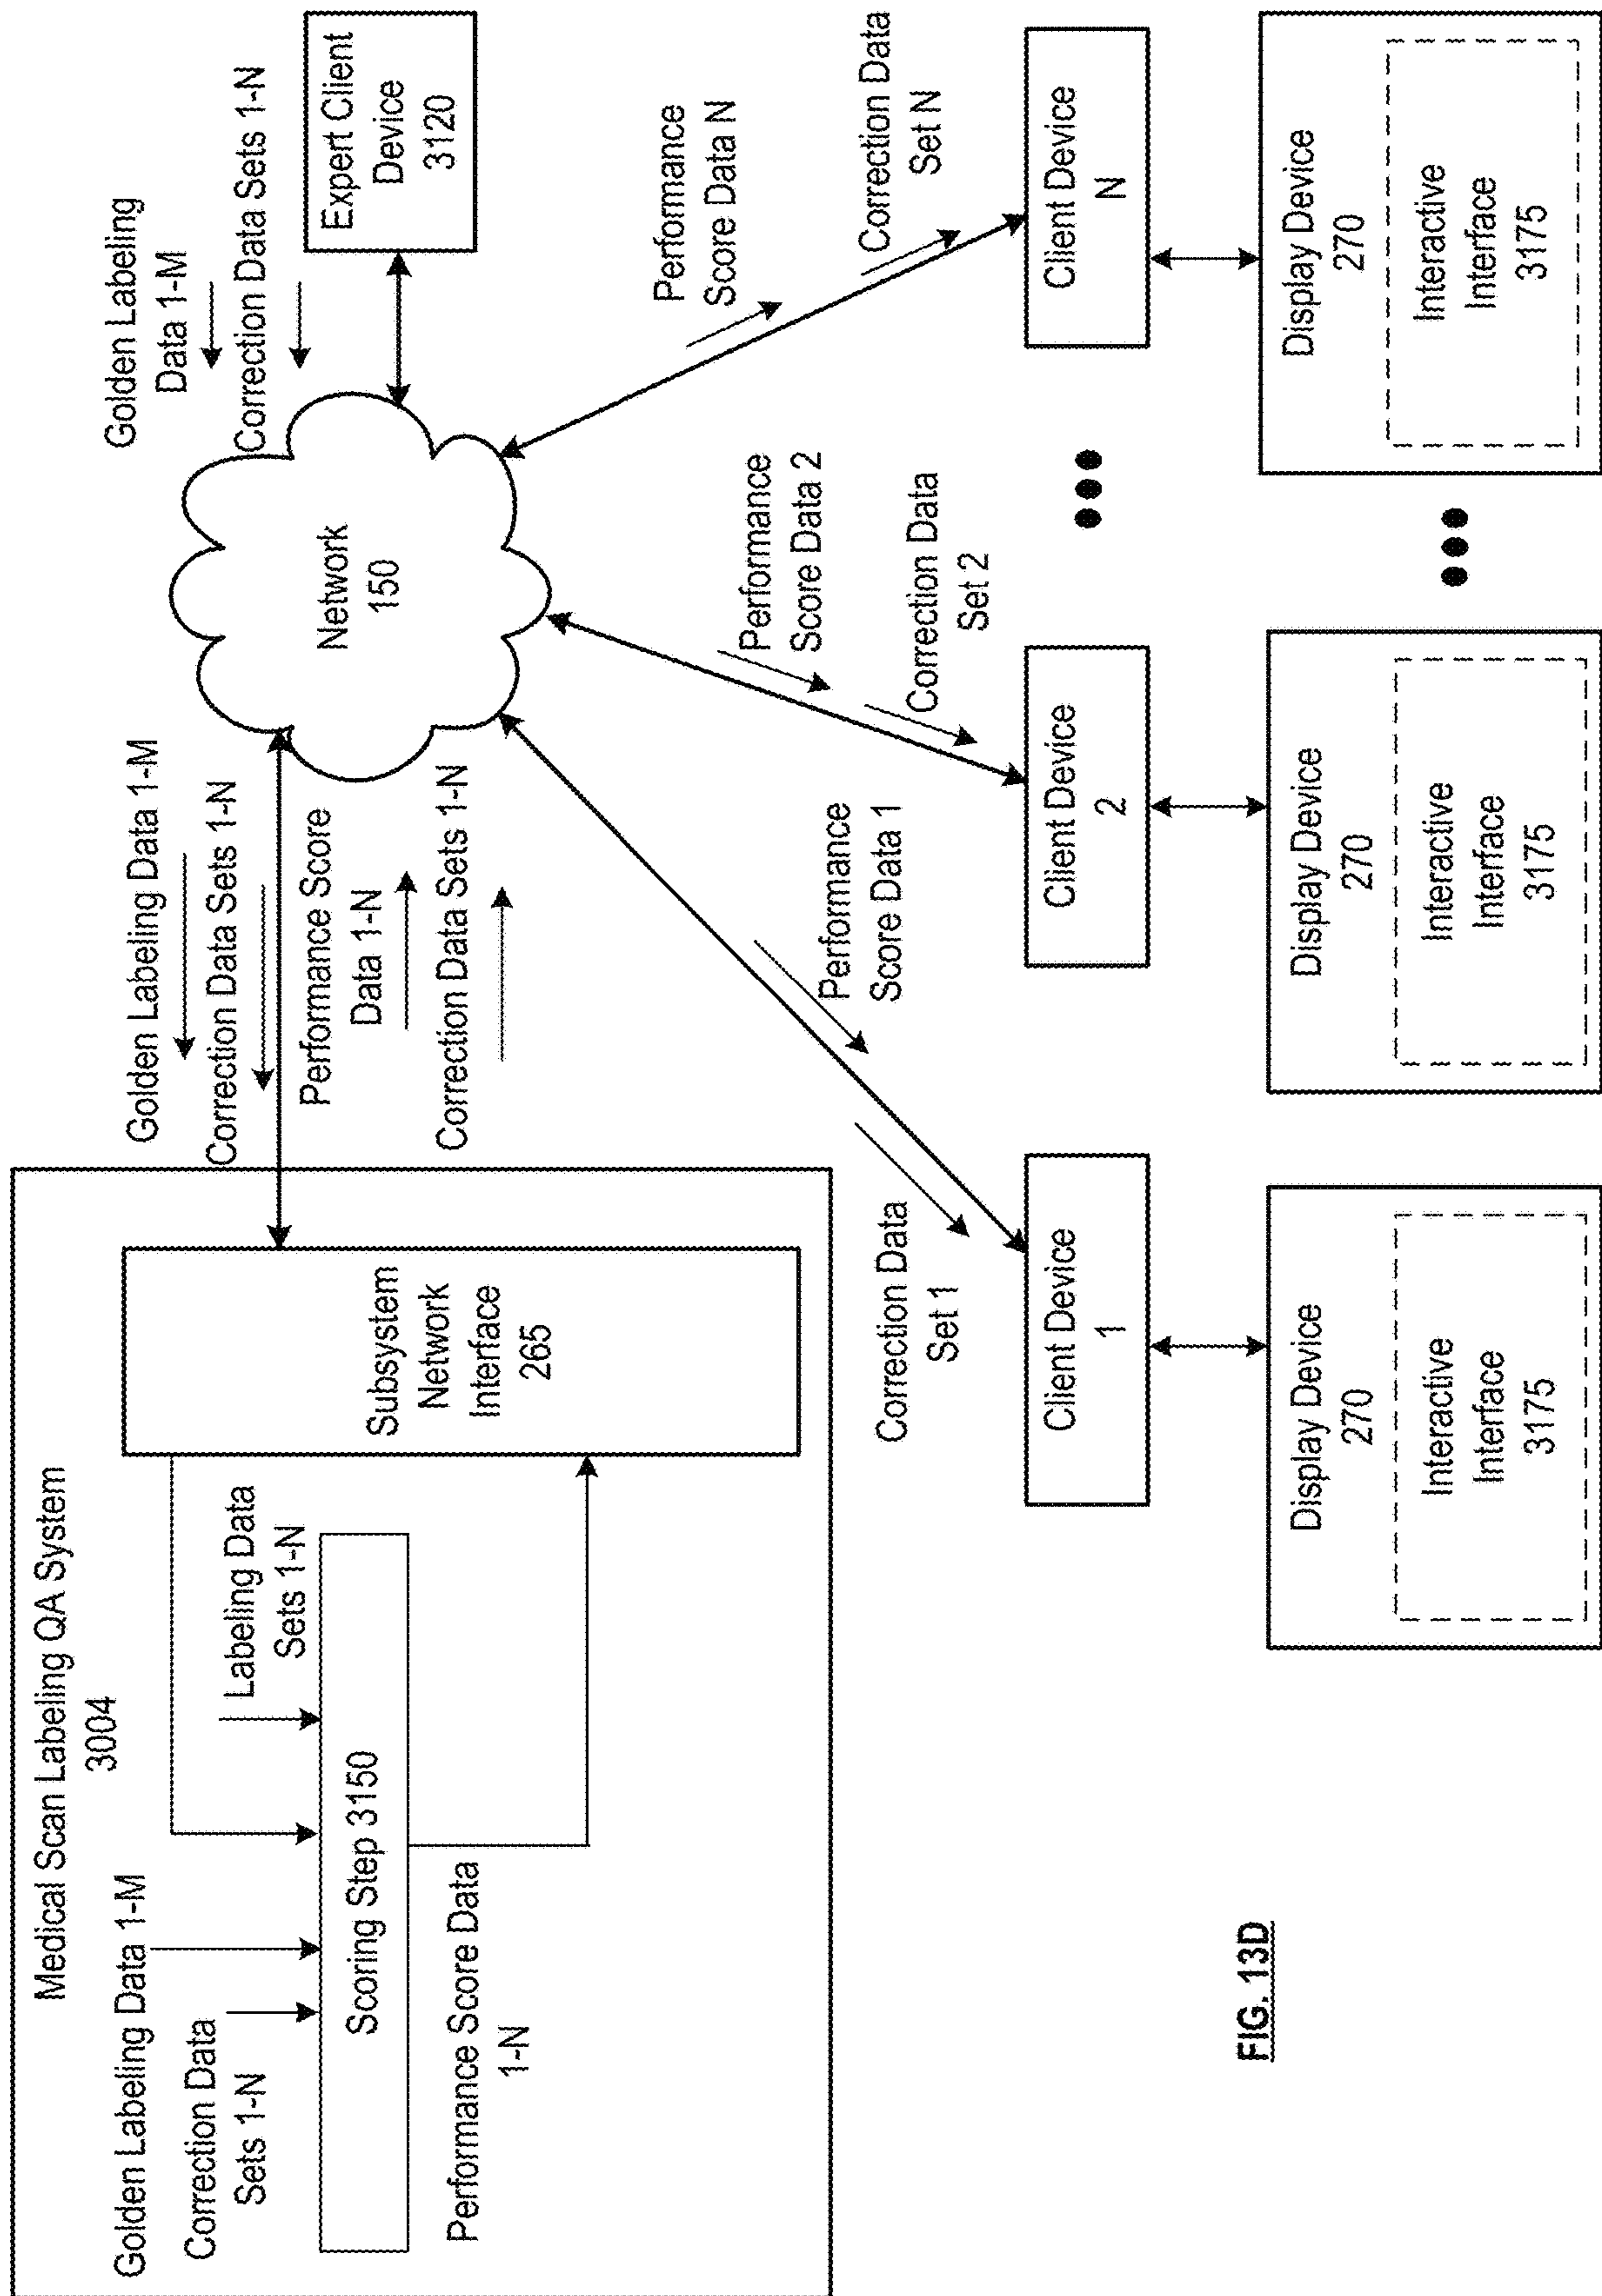 Medical Scan Labeling QA System
3004
Golden Labeling Data 1-M
Correction Data
Sets 1-N
Labeling Data
Sets 1-N
Scoring Step 3150
Performance Score Data
1-N
Subsystem
Network
Interface
265
Golden Labeling Data 1-M
Correction Data Sets 1-N
Performance Score
Data 1-N
Correction Data Sets 1-N
Network
150
Golden Labeling
Data 1-M
Correction Data Sets 1-N
Expert Client
Device
3120
Correction Data
Set 1
Performance
Score Data 1
Performance
Score Data 2
Correction Data
Set 2
Performance
Score Data N
Correction Data
Set N
Client Device
1
Client Device
2
Client Device
N
Display Device
270
Interactive
Interface
3175
Display Device
270
Interactive
Interface
3175
Display Device
270
Interactive
Interface
3175
FIG. 13D